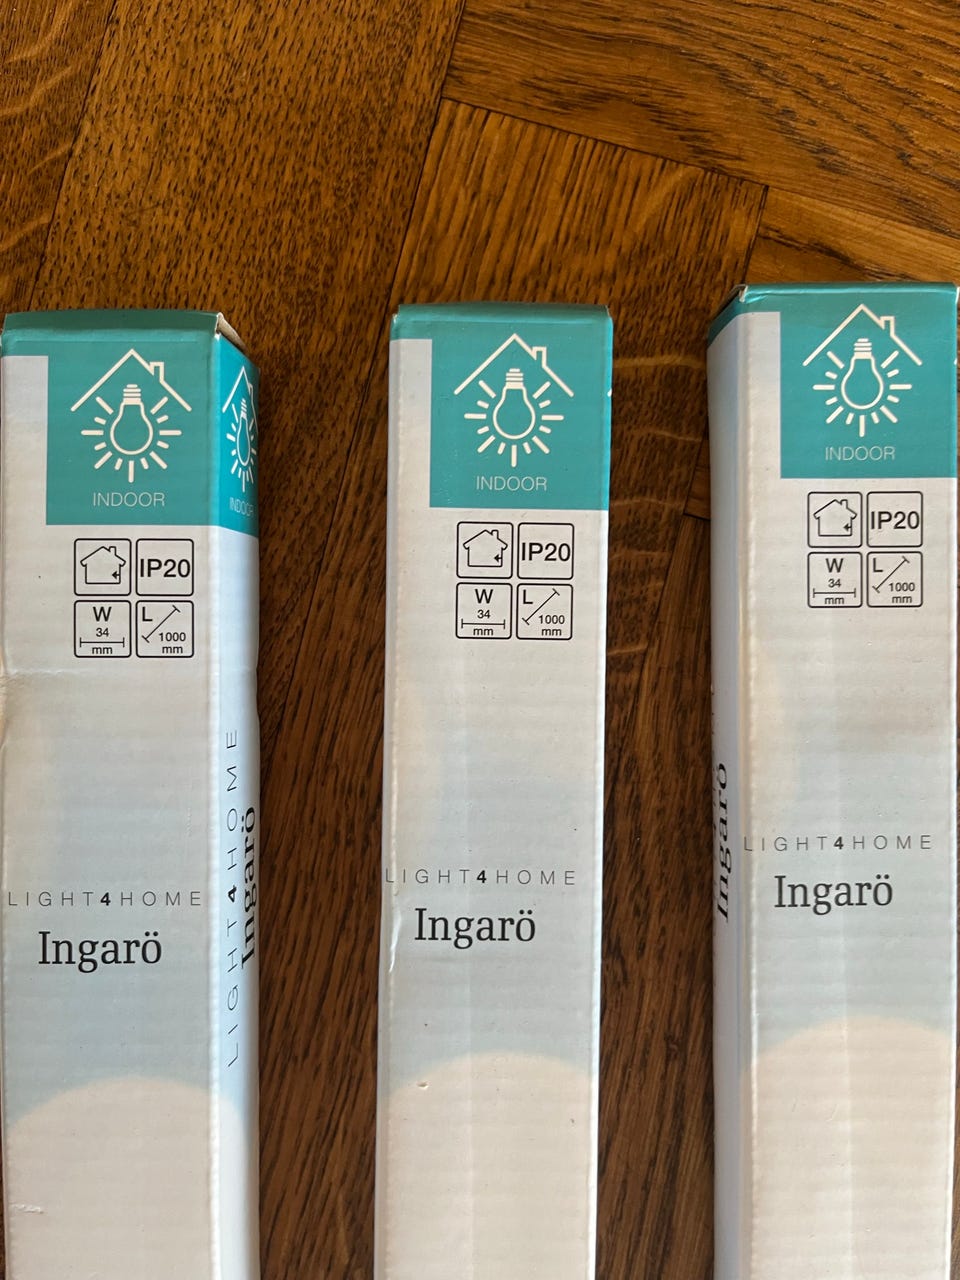 INDOOR
IP20
W
34
mm
L
1000
mm
LIGHT4HOME
Ingarö
INDOOR
LIGHT4HOME
Ingarö
INDOOR
IP20
W
34
mm
L
1000
mm
LIGHT4HOME
Ingarö
INDOOR
IP20
W
34
mm
L
1000
mm
LIGHT4HOME
Ingarö
Ingarö